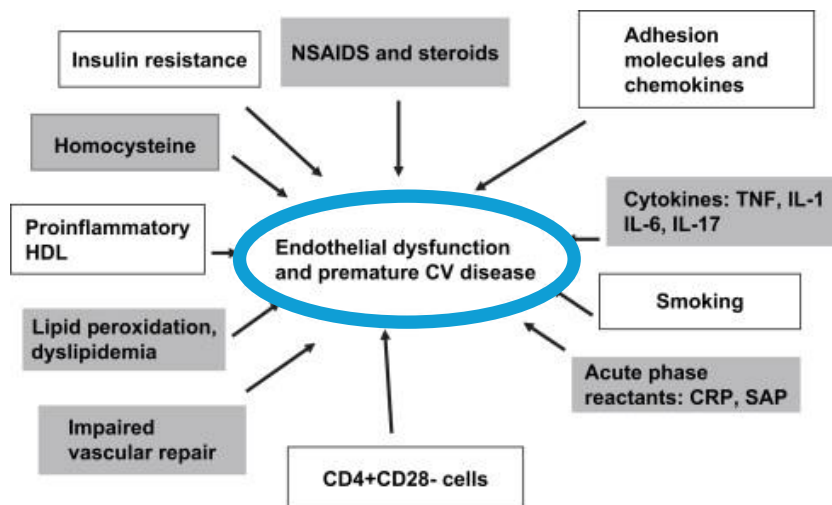 Insulin resistance
NSAIDS and steroids
Adhesion
molecules and
chemokines
Homocysteine
Cytokines: TNF, IL-1
IL-6, IL-17
Proinflammatory
HDL
Endothelial dysfunction
and premature CV disease
Smoking
Lipid peroxidation,
dyslipidemia
Acute phase
reactants: CRP, SAP
Impaired
vascular repair
CD4+CD28- cells